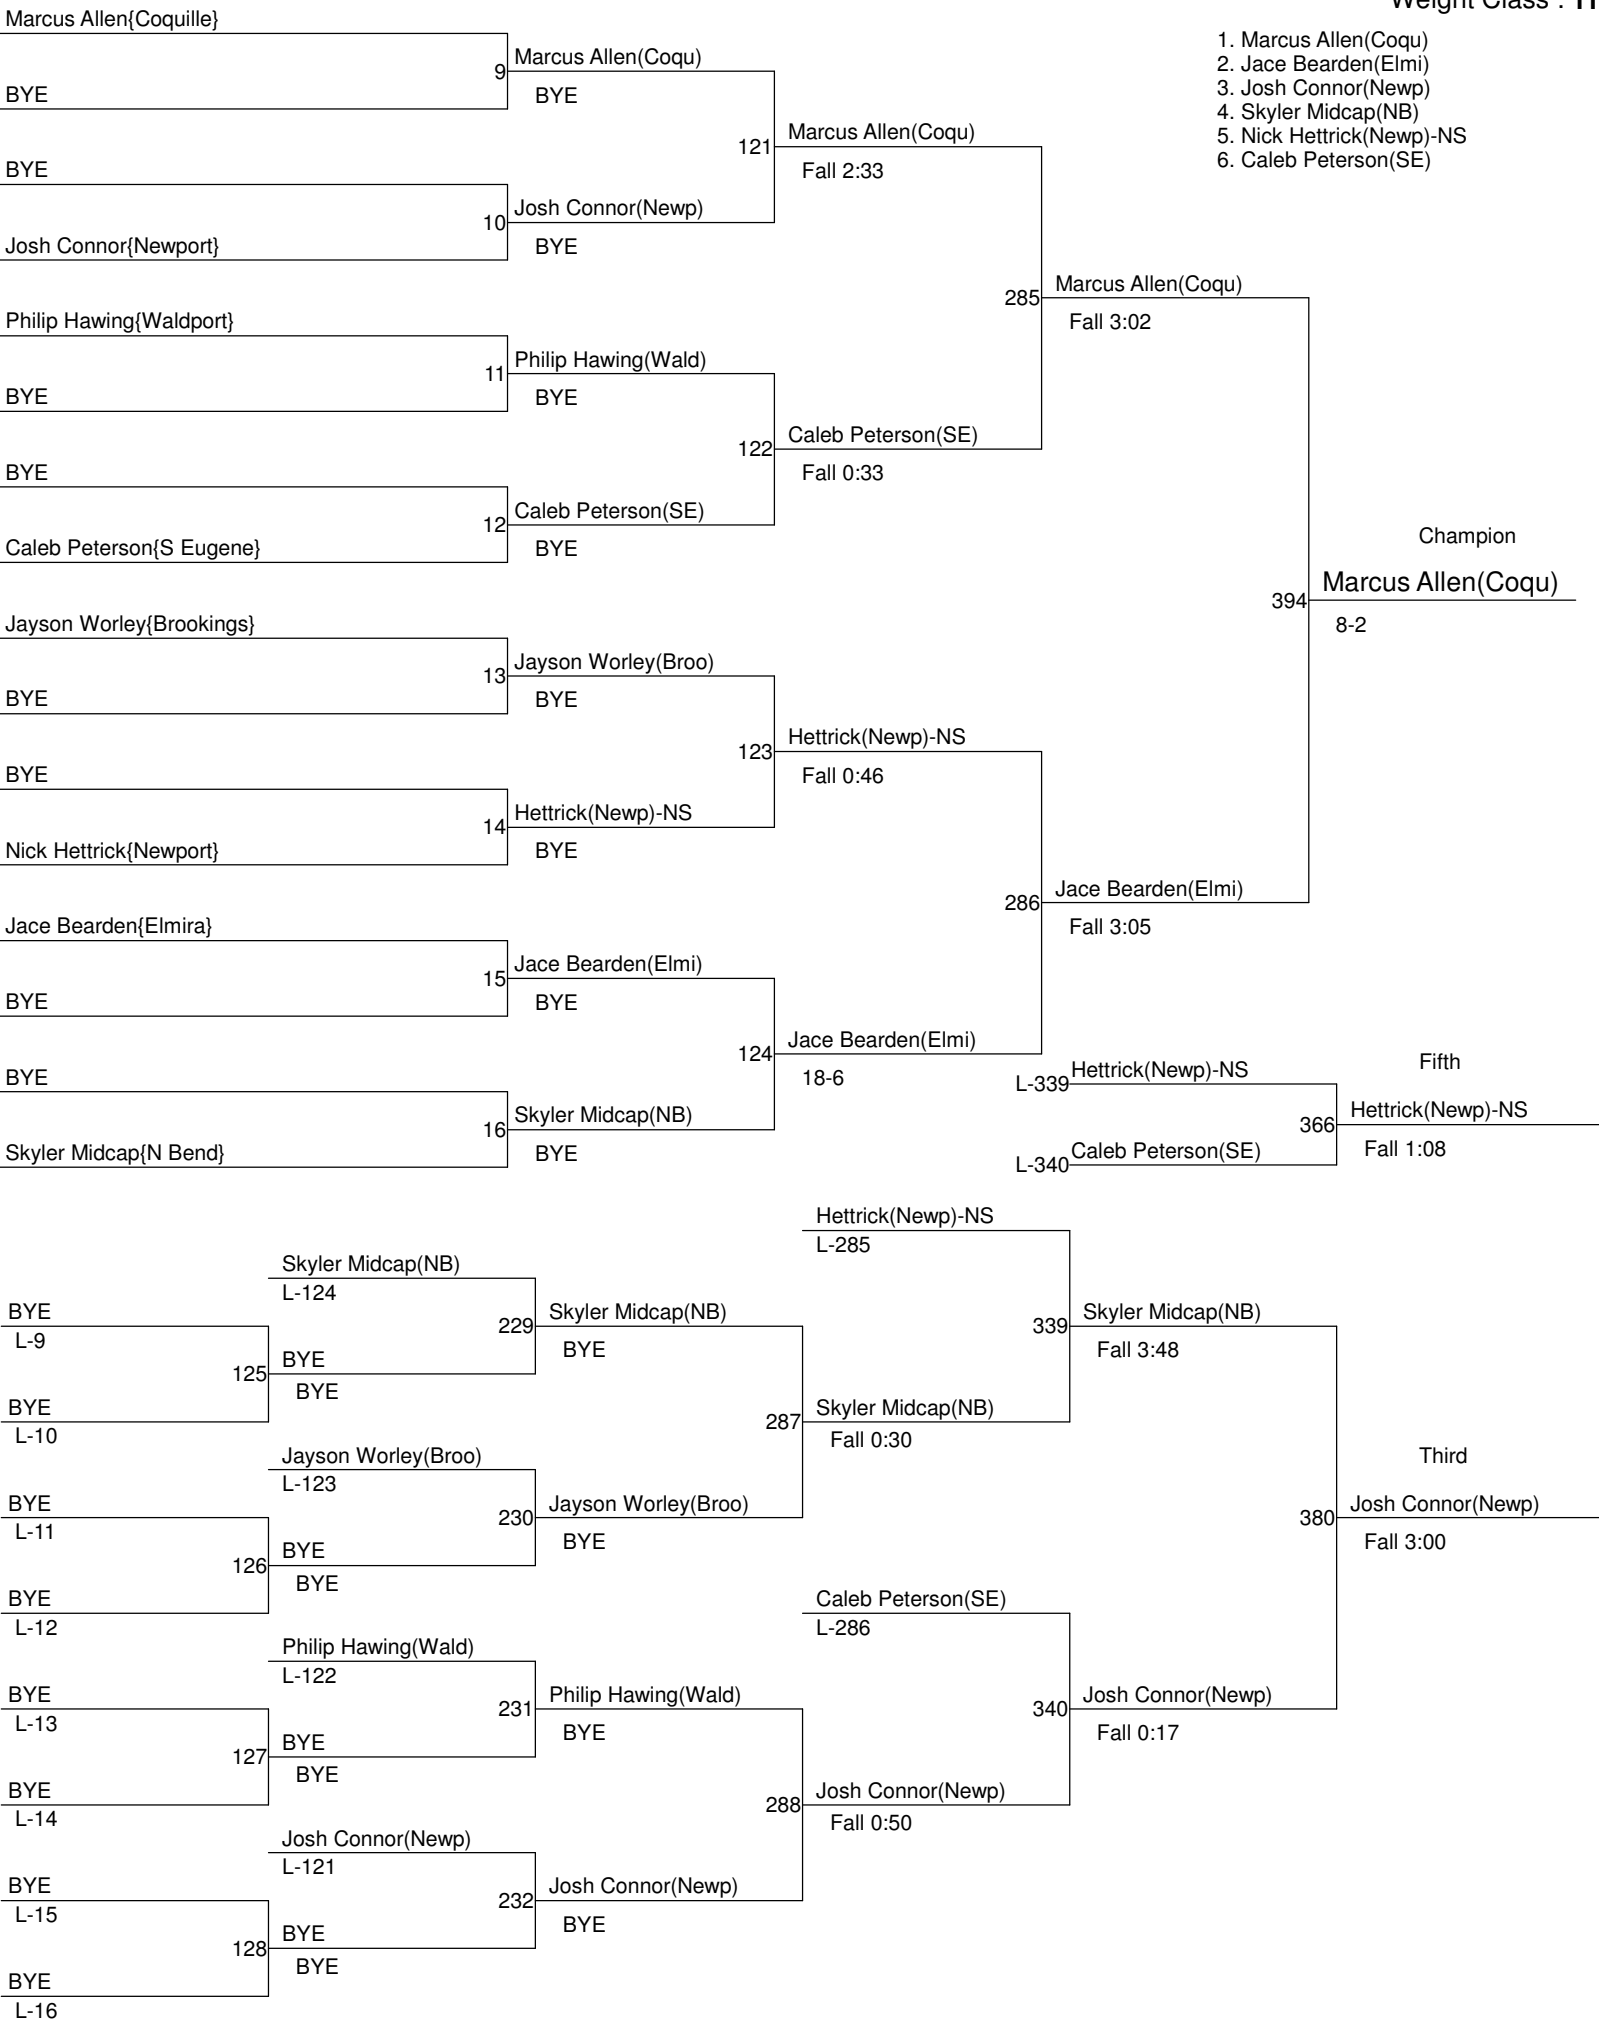 Weight Class :
1. Marcus Allen(Coqu)
2. Jace Bearden(Elmi)
3. Josh Connor(Newp)
4. Skyler Midcap(NB)
5. Nick Hettrick(Newp)-NS
6. Caleb Peterson(SE)
Marcus Allen{Coquille}
BYE
BYE
Josh Connor{Newport}
Philip Hawing{Waldport}
BYE
BYE
Caleb Peterson{S Eugene}
Jayson Worley{Brookings}
BYE
BYE
Nick Hettrick{Newport}
Jace Bearden{Elmira}
BYE
BYE
Skyler Midcap{N Bend}
9
Marcus Allen(Coqu)
BYE
10
Josh Connor(Newp)
BYE
11
Philip Hawing(Wald)
BYE
12
Caleb Peterson(SE)
BYE
13
Jayson Worley(Broo)
BYE
14
Hettrick(Newp)-NS
BYE
15
Jace Bearden(Elmi)
BYE
16
Skyler Midcap(NB)
BYE
121
Marcus Allen(Coqu)
Fall 2:33
122
Caleb Peterson(SE)
Fall 0:33
123
Hettrick(Newp)-NS
Fall 0:46
124
Jace Bearden(Elmi)
18-6
285
Marcus Allen(Coqu)
Fall 3:02
286
Jace Bearden(Elmi)
Fall 3:05
Champion
394
Marcus Allen(Coqu)
8-2
L-339
Hettrick(Newp)-NS
L-340
Caleb Peterson(SE)
Fifth
366
Hettrick(Newp)-NS
Fall 1:08
BYE
L-9
BYE
L-10
BYE
L-11
BYE
L-12
BYE
L-13
BYE
L-14
BYE
L-15
BYE
L-16
Skyler Midcap(NB)
L-124
125
BYE
BYE
Jayson Worley(Broo)
L-123
126
BYE
BYE
Philip Hawing(Wald)
L-122
127
BYE
BYE
Josh Connor(Newp)
L-121
128
BYE
BYE
229
Skyler Midcap(NB)
BYE
230
Jayson Worley(Broo)
BYE
231
Philip Hawing(Wald)
BYE
232
Josh Connor(Newp)
BYE
Hettrick(Newp)-NS
L-285
287
Skyler Midcap(NB)
Fall 0:30
Caleb Peterson(SE)
L-286
288
Josh Connor(Newp)
Fall 0:50
339
Skyler Midcap(NB)
Fall 3:48
340
Josh Connor(Newp)
Fall 0:17
Third
380
Josh Connor(Newp)
Fall 3:00